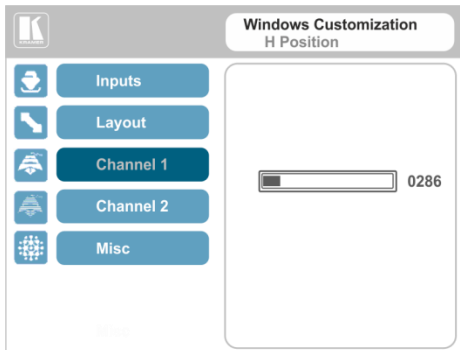 Windows Customization
H Position
Inputs
Layout
Channel 1
Channel 2
Misc
0286